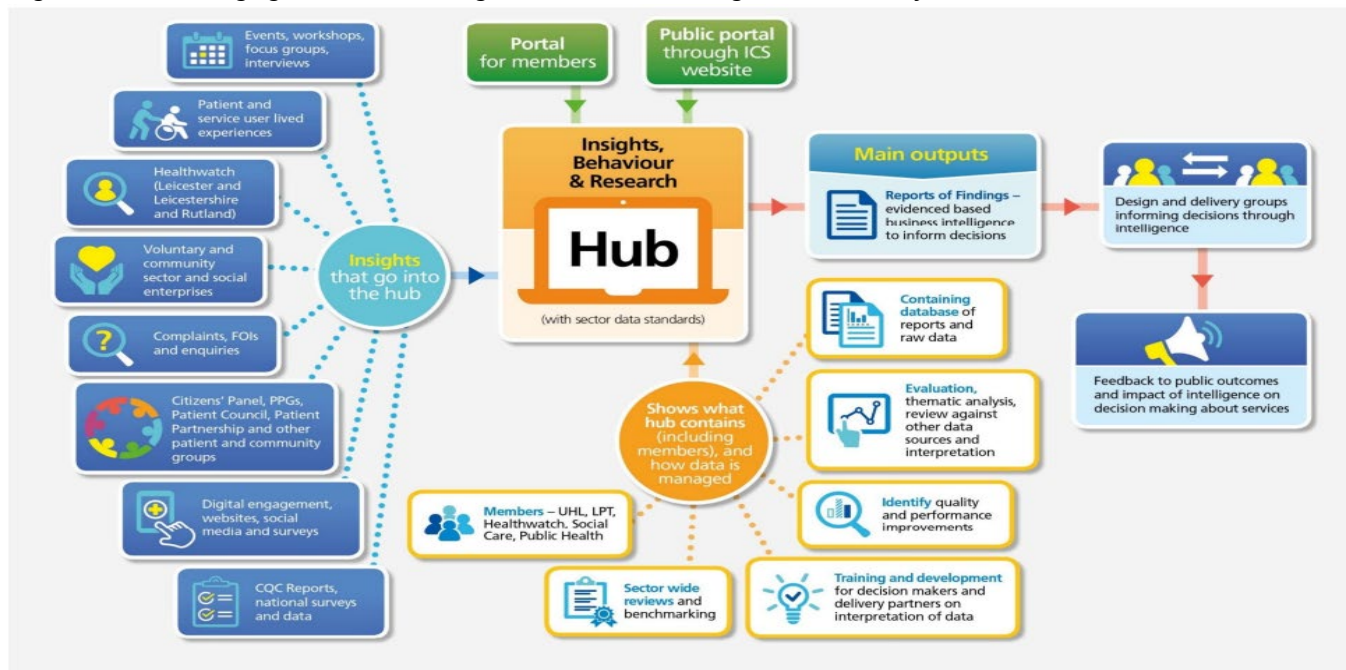 Events, workshops,
focus groups,
interviews
Patient and
service user lived
experiences
Healthwatch
(Leicester and
Leicestershire
and Rutland)
Voluntary and
community
sector and social
enterprises
Complaints, FOIs
and enquiries
Citizens' Panel, PPGs,
Patient Council, Patient
Partnership and other
patient and community
groups
Digital engagement,
websites, social
media and surveys
CQC Reports,
national surveys
and data
Insights
that go into
the hub
Portal
for members
Public portal
through ICS
website
Insights,
Behaviour
& Research
Hub
(with sector data standards)
Main outputs
Reports of Findings –
evidenced based
business intelligence
to inform decisions
Design and delivery groups
informing decisions through
intelligence
Feedback to public outcomes
and impact of intelligence on
decision making about services
Shows what
hub contains
(including
members), and
how data is
managed
Containing
database of
reports and
raw data
Evaluation,
thematic analysis,
review against
other data
sources and
interpretation
Identify quality
and performance
improvements
Training and development
for decision makers and
delivery partners on
interpretation of data
Sector wide
reviews and
benchmarking
Members – UHL, LPT,
Healthwatch. Social
Care, Public Health